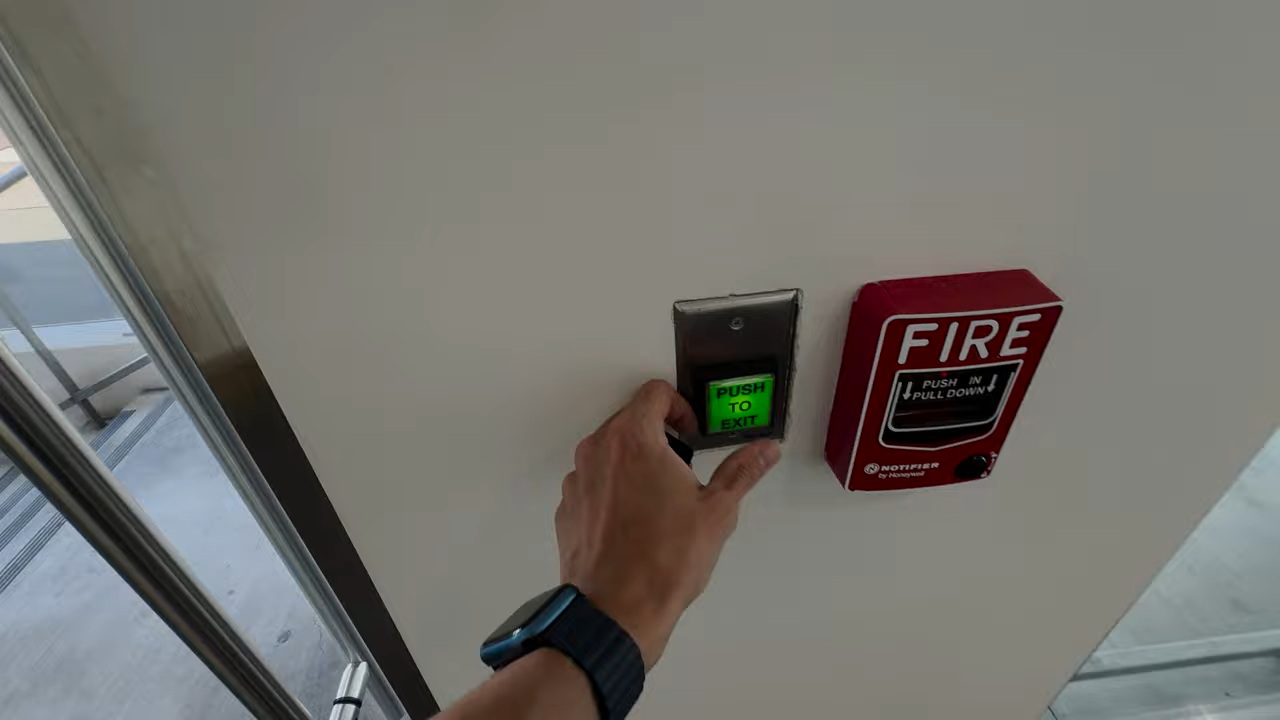 PUSH
TO
EXIT
FIRE
PUSH IN
PULL DOWN
NOTIFIER
by Honeywell